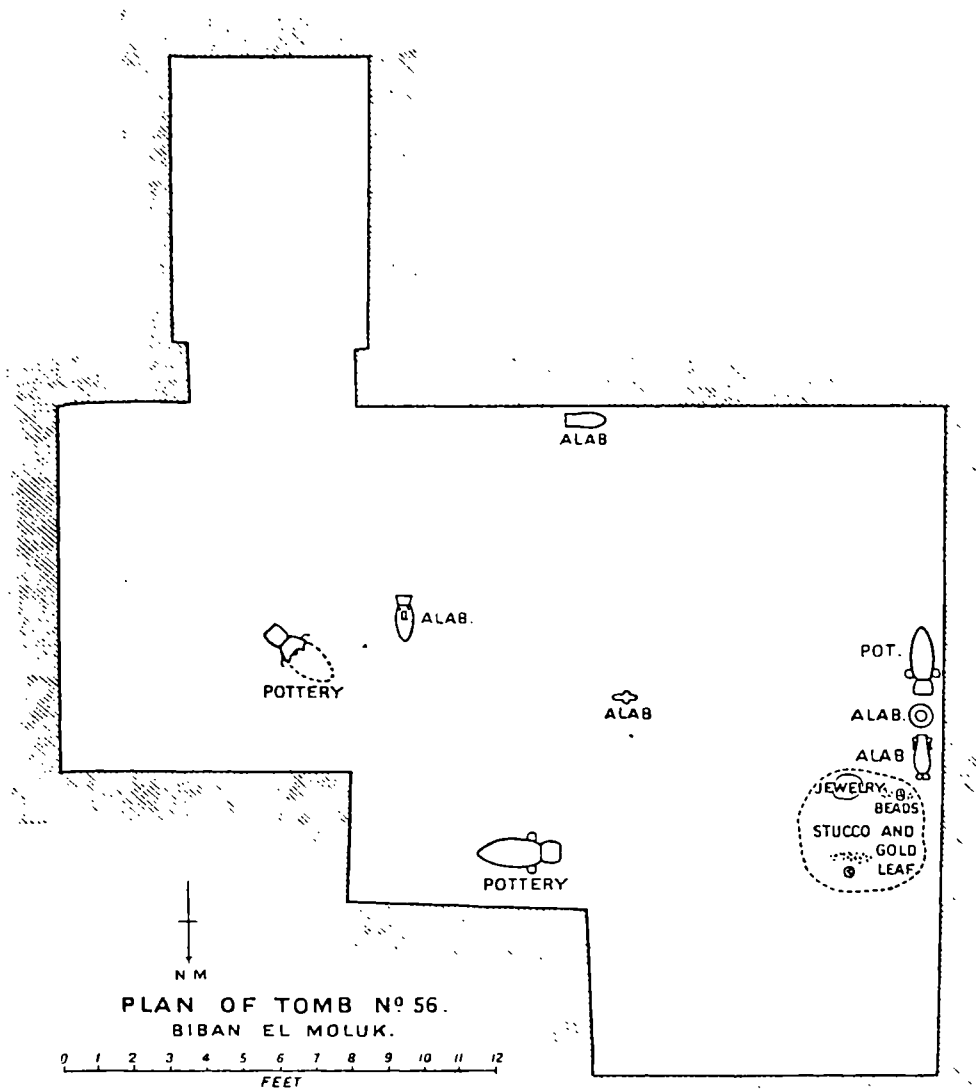 ALAB
ALAB.
POTTERY
POT.
ALAB
ALAB.
ALAB
JEWELRY
BEADS
STUCCO AND
GOLD
LEAF
POTTERY
N M
PLAN OF TOMB Nº 56.
BIBAN EL MOLUK.
0 1 2 3 4 5 6 7 8 9 10 11 12
FEET